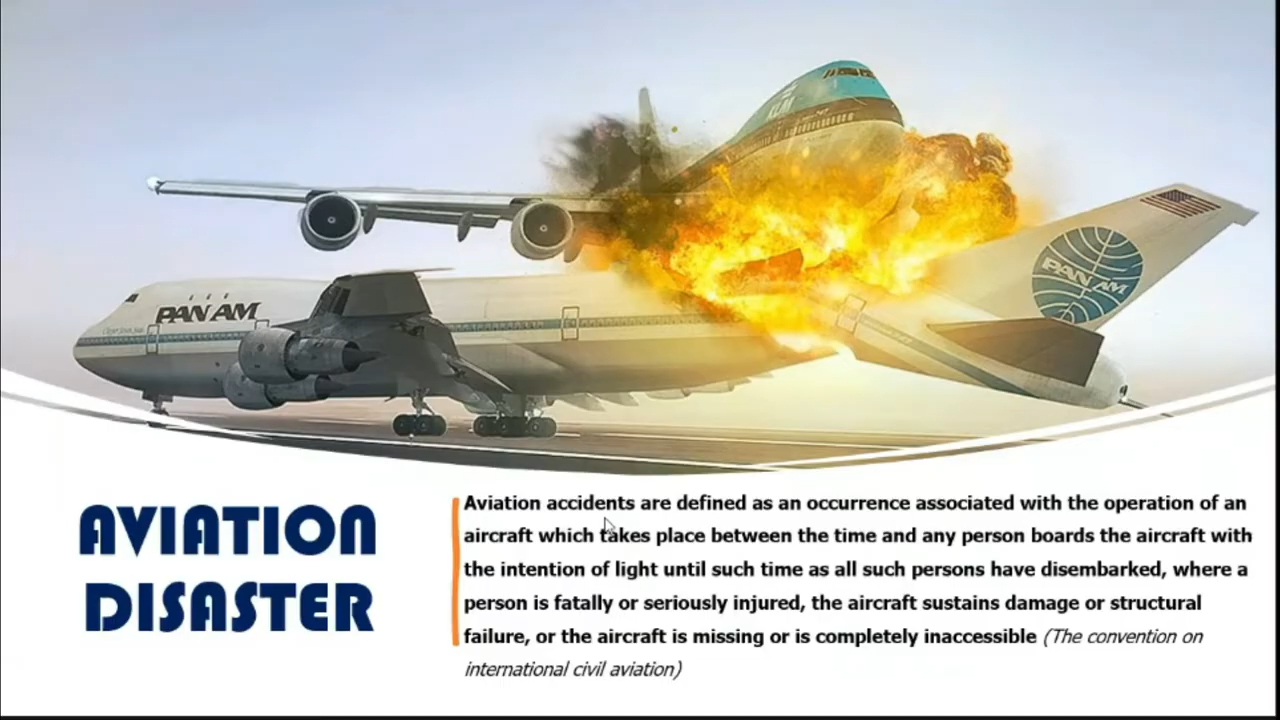 KLM
PAN AM
PAN AM
AVIATION
DISASTER
Aviation accidents are defined as an occurrence associated with the operation of an
aircraft which takes place between the time and any person boards the aircraft with
the intention of light until such time as all such persons have disembarked, where a
person is fatally or seriously injured, the aircraft sustains damage or structural
failure, or the aircraft is missing or is completely inaccessible (The convention on
international civil aviation)